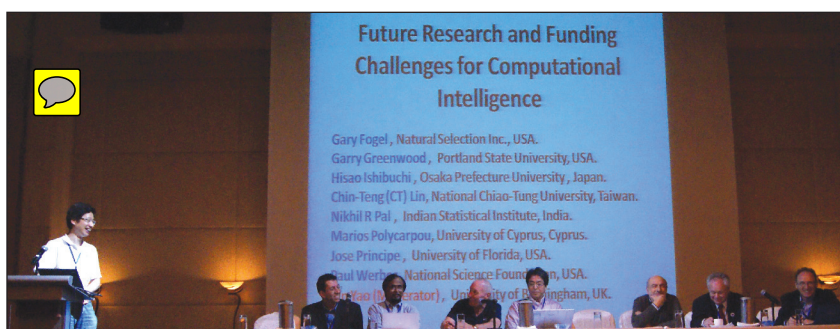 Future Research and Funding
Challenges for Computational
Intelligence
Gary Fogel, Natural Selection Inc., USA.
Garry Greenwood, Portland State University, USA.
Hisao Ishibuchi, Osaka Prefecture University, Japan.
Chin-Teng (CT) Lin, National Chiao-Tung University, Taiwan.
Nikhil R Pal, Indian Statistical Institute, India.
Marios Polycarpou, University of Cyprus, Cyprus.
Jose Principe, University of Florida, USA.
National Science USA.
UK.